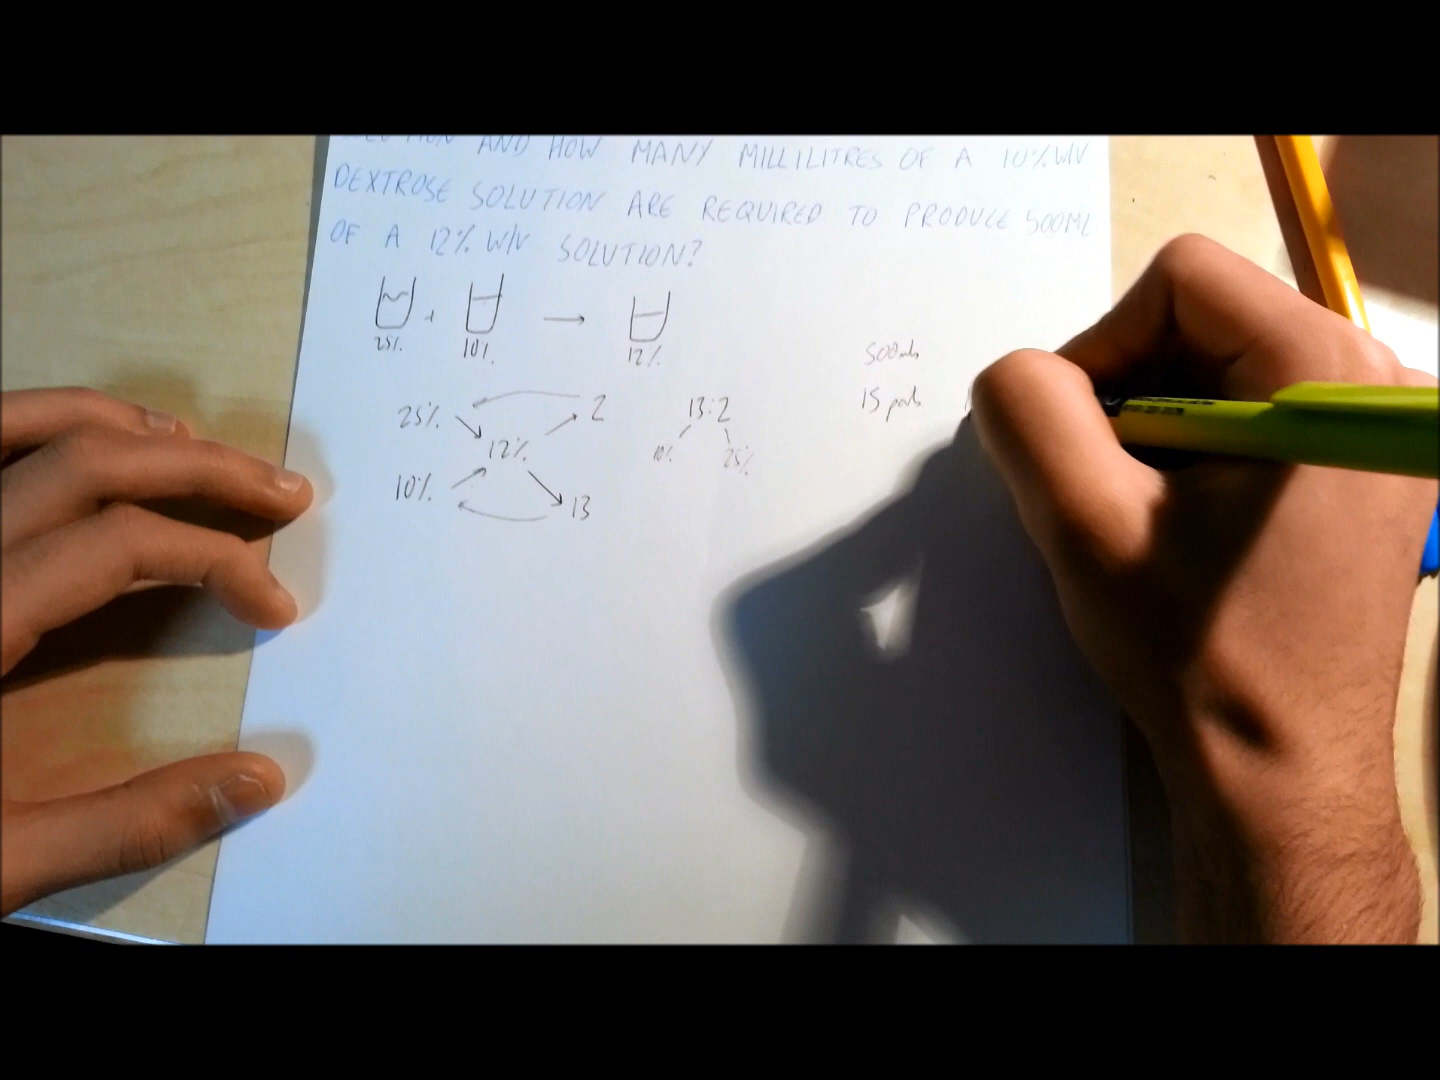 AND HOW MANY MILLILITRES OF A 10% W/V
DEXTROSE SOLUTION ARE REQUIRED TO PRODUCE 500ML
OF A 12% W/V SOLUTION?
+ →
25% 10% 12%
500mls
25% 2 13:2 15 parts
12% 10% 25%
10% 13